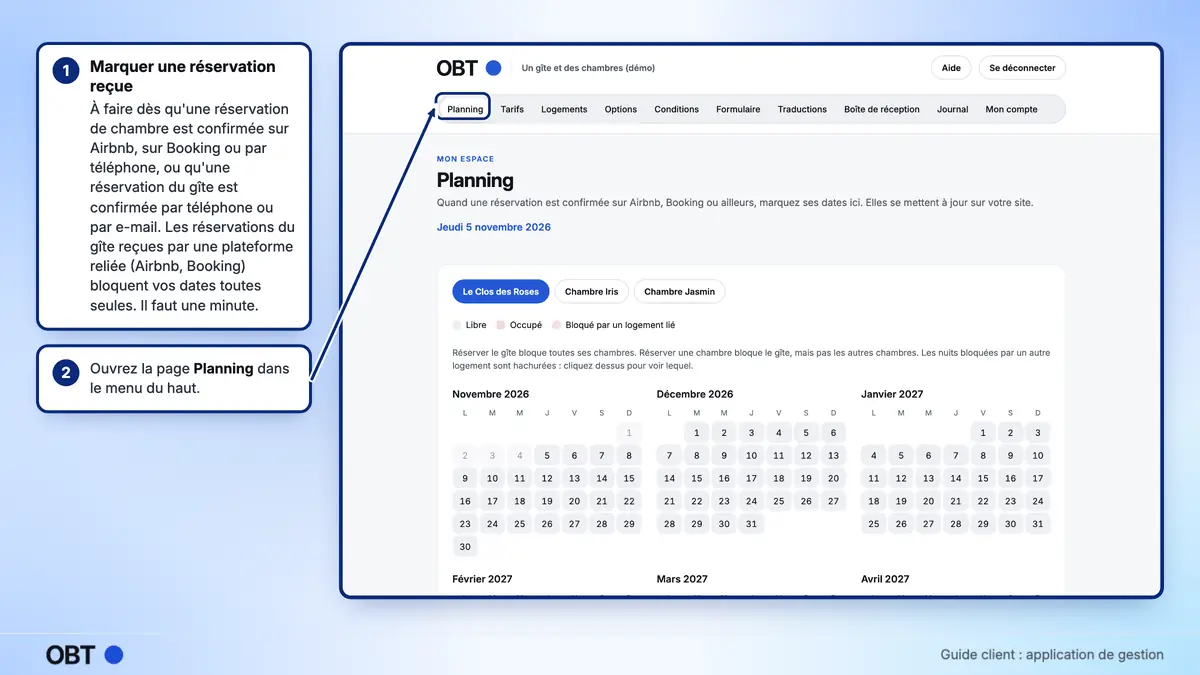 1
Marquer une réservation
reçue
À faire dès qu'une réservation
de chambre est confirmée sur
Airbnb, sur Booking ou par
téléphone, ou qu'une
réservation du gîte est
confirmée par téléphone ou
par e-mail. Les réservations du
gîte reçues par une plateforme
reliée (Airbnb, Booking)
bloquent vos dates toutes
seules. Il faut une minute.
2
Ouvrez la page Planning dans
le menu du haut.
OBT
Un gîte et des chambres (démo)
Aide
Se déconnecter
Planning Tarifs Logements Options Conditions Formulaire Traductions Boîte de réception Journal Mon compte
MON ESPACE
Planning
Quand une réservation est confirmée sur Airbnb, Booking ou ailleurs, marquez ses dates ici. Elles se mettent à jour sur votre site.
Jeudi 5 novembre 2026
Le Clos des Roses Chambre Iris Chambre Jasmin
Libre Occupé Bloqué par un logement lié
Réserver le gîte bloque toutes ses chambres. Réserver une chambre bloque le gîte, mais pas les autres chambres. Les nuits bloquées par un autre
logement sont hachurées : cliquez dessus pour voir lequel.
Novembre 2026
L M M J V S D
1
2 3 4 5 6 7 8
9 10 11 12 13 14 15
16 17 18 19 20 21 22
23 24 25 26 27 28 29
30
Décembre 2026
L M M J V S D
1 2 3 4 5 6
7 8 9 10 11 12 13
14 15 16 17 18 19 20
21 22 23 24 25 26 27
28 29 30 31
Janvier 2027
L M M J V S D
1 2 3
4 5 6 7 8 9 10
11 12 13 14 15 16 17
18 19 20 21 22 23 24
25 26 27 28 29 30 31
Février 2027
Mars 2027
Avril 2027
OBT
Guide client : application de gestion